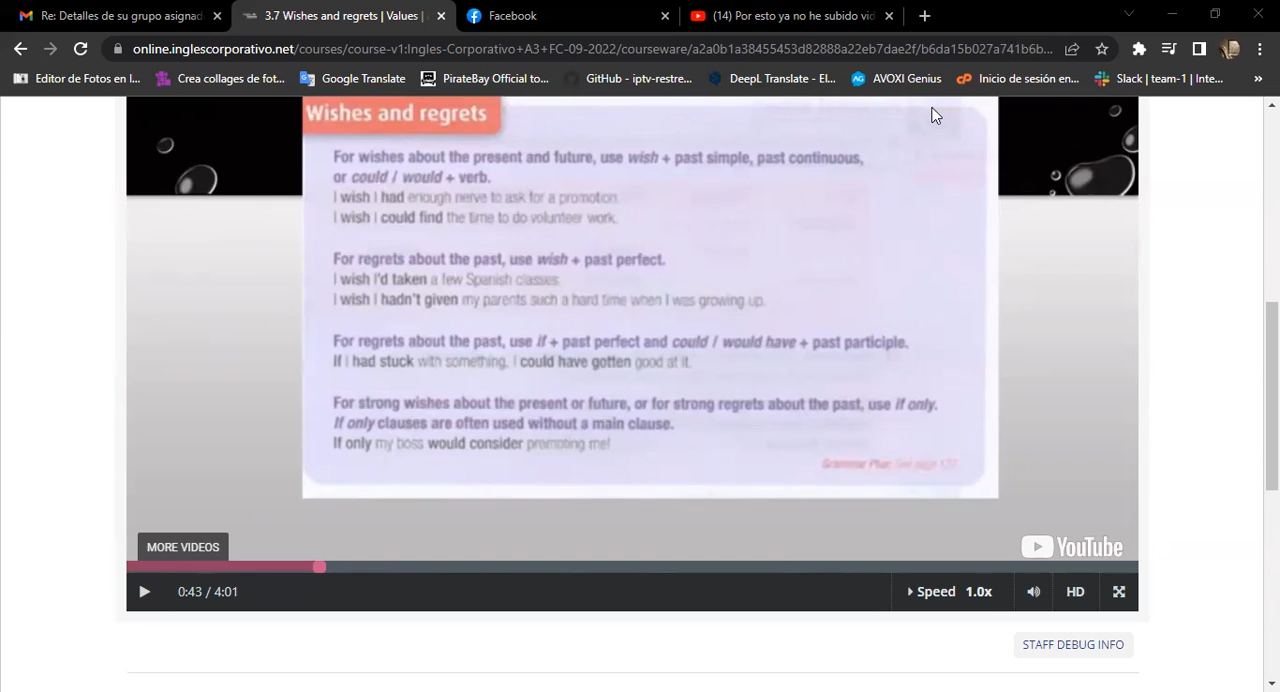 Re: Detalles de su grupo asignad
3.7 Wishes and regrets | Values |
Facebook
(14) Por esto ya no he subido vid
online.inglescorporativo.net/courses/course-v1:Ingles-Corporativo+A3+FC-09-2022/courseware/a2a0b1a38455453d82888a22eb7dae2f/b6da15b027a741b6b...
Editor de Fotos en l...
Crea collages de fot...
Google Translate
PirateBay Official to...
GitHub - iptv-restre...
DeepL Translate - El...
AVOXI Genius
Inicio de sesión en...
Slack | team-1 | Inte...
Wishes and regrets
For wishes about the present and future, use wish + past simple, past continuous,
or could / would + verb.
I wish I had enough nerve to ask for a promotion.
I wish I could find the time to do volunteer work.
For regrets about the past, use wish + past perfect.
I wish I'd taken a few Spanish classes.
I wish I hadn't given my parents such a hard time when I was growing up.
For regrets about the past, use if + past perfect and could / would have + past participle.
If I had stuck with something, I could have gotten good at it.
For strong wishes about the present or future, or for strong regrets about the past, use if only.
If only clauses are often used without a main clause.
If only my boss would consider promoting me!
Grammar Plus: See page
MORE VIDEOS
YouTube
0:43 / 4:01
Speed 1.0x
HD
STAFF DEBUG INFO